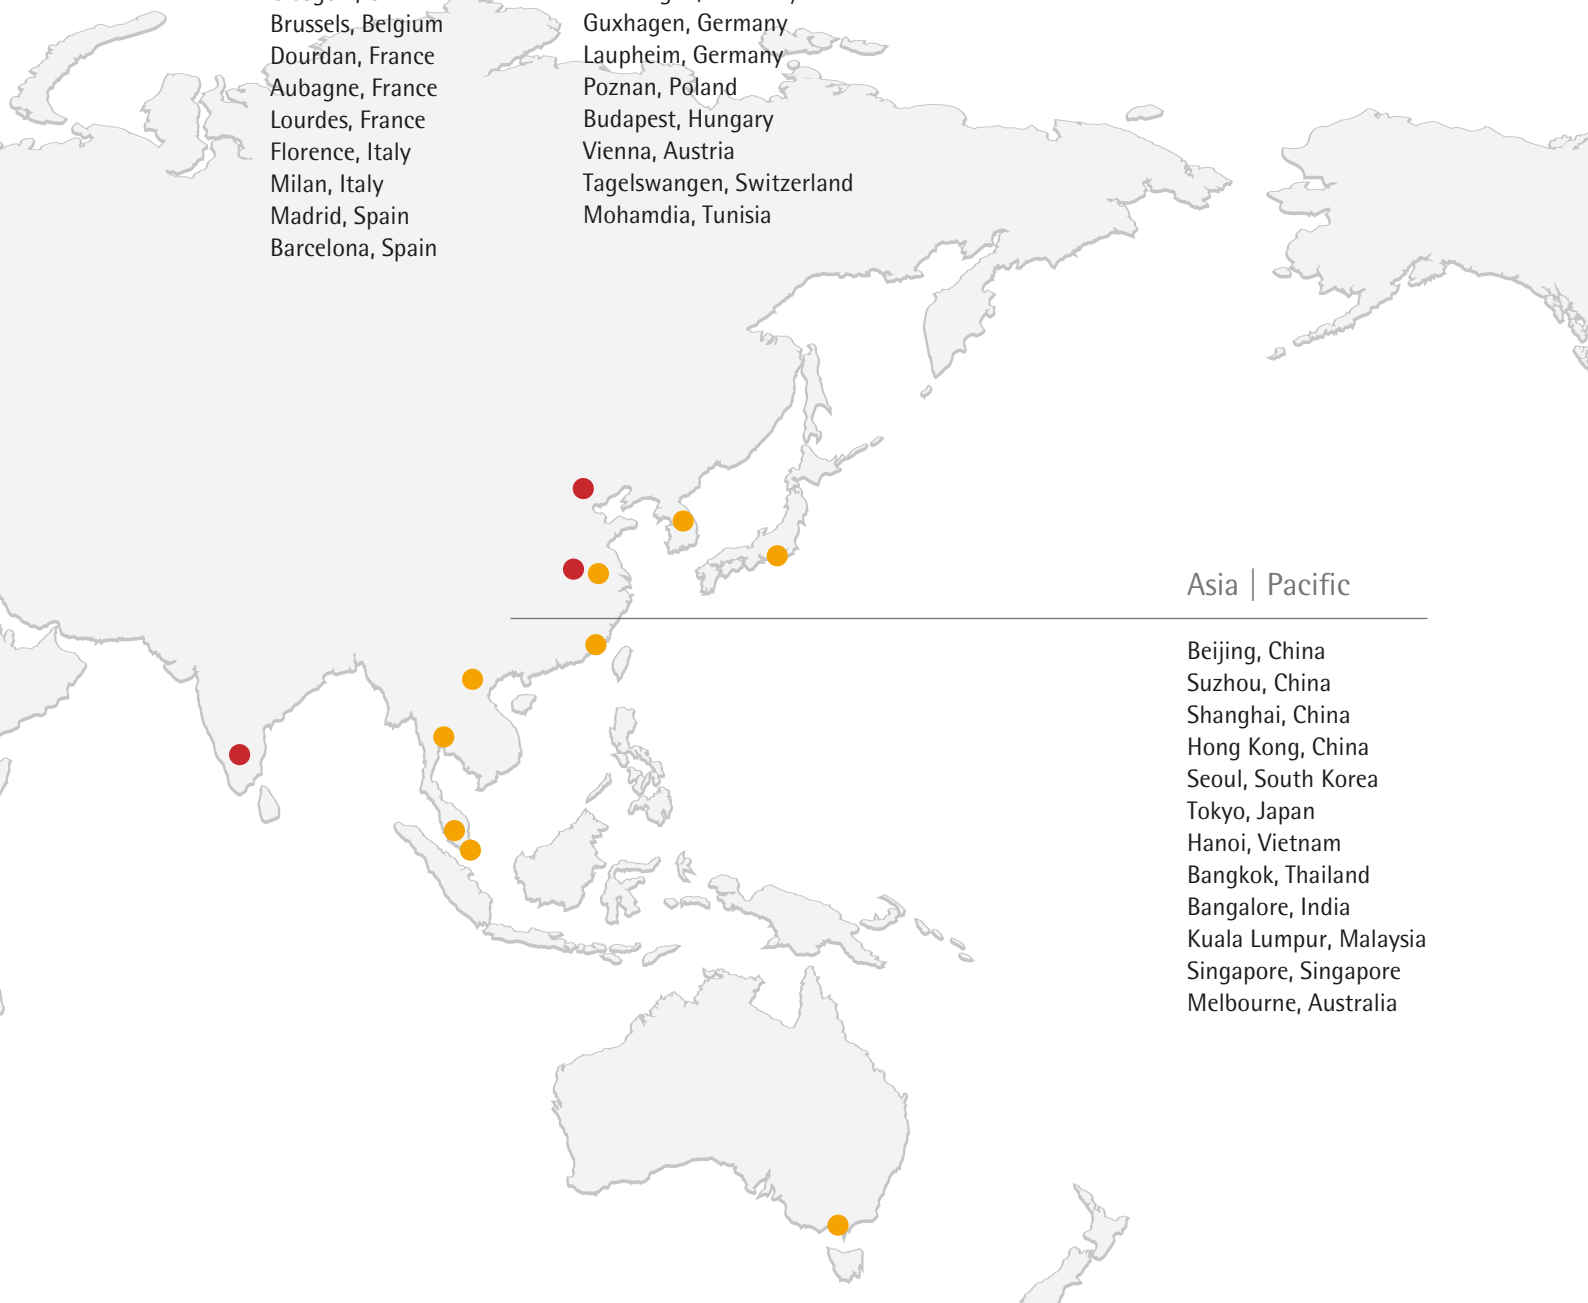 Brussels, Belgium
Dourdan, France
Aubagne, France
Lourdes, France
Florence, Italy
Milan, Italy
Madrid, Spain
Barcelona, Spain
Guxhagen, Germany
Laupheim, Germany
Poznan, Poland
Budapest, Hungary
Vienna, Austria
Tagelswangen, Switzerland
Mohamdia, Tunisia
Asia | Pacific
Beijing, China
Suzhou, China
Shanghai, China
Hong Kong, China
Seoul, South Korea
Tokyo, Japan
Hanoi, Vietnam
Bangkok, Thailand
Bangalore, India
Kuala Lumpur, Malaysia
Singapore, Singapore
Melbourne, Australia